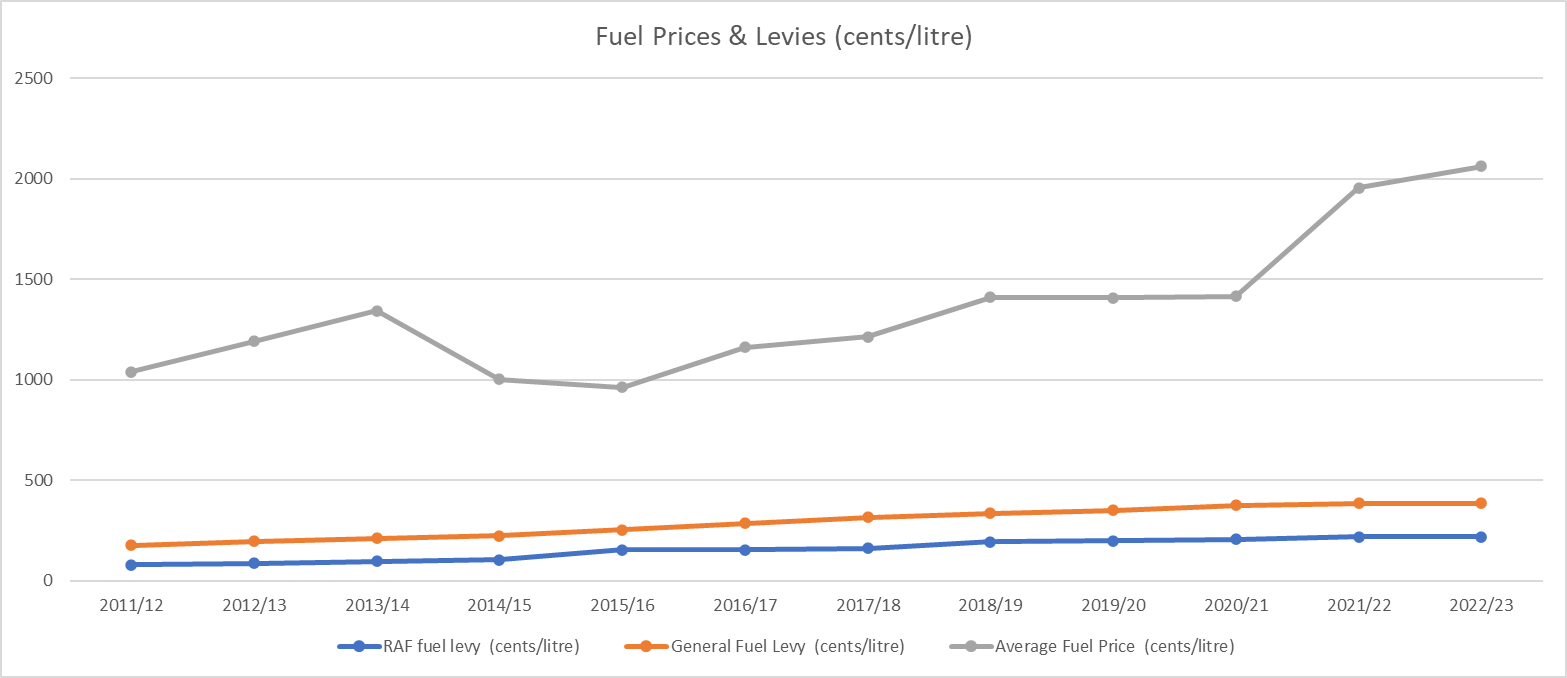 Fuel Prices & Levies (cents/litre)
2500
2000
1500
1000
500
0
2011/12 2012/13 2013/14 2014/15 2015/16 2016/17 2017/18 2018/19 2019/20 2020/21 2021/22 2022/23
RAF fuel levy (cents/litre) General Fuel Levy (cents/litre) Average Fuel Price (cents/litre)